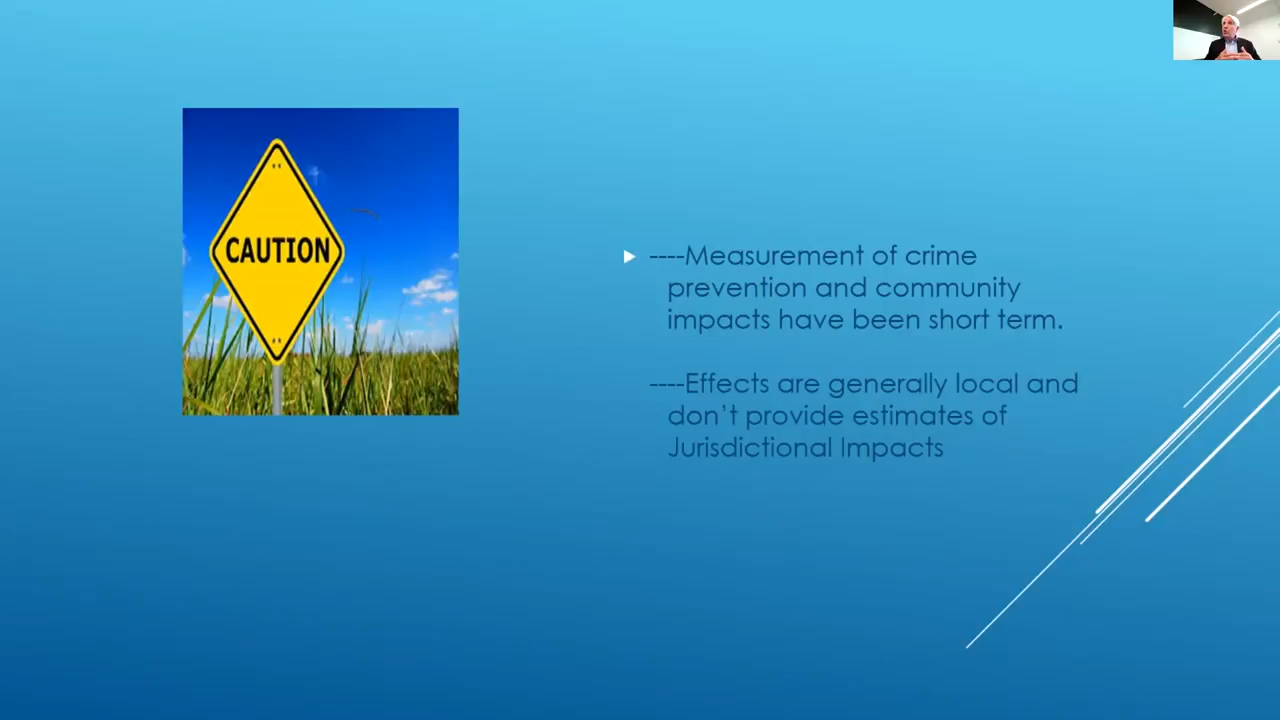 CAUTION
----Measurement of crime
prevention and community
impacts have been short term.
----Effects are generally local and
don’t provide estimates of
Jurisdictional Impacts